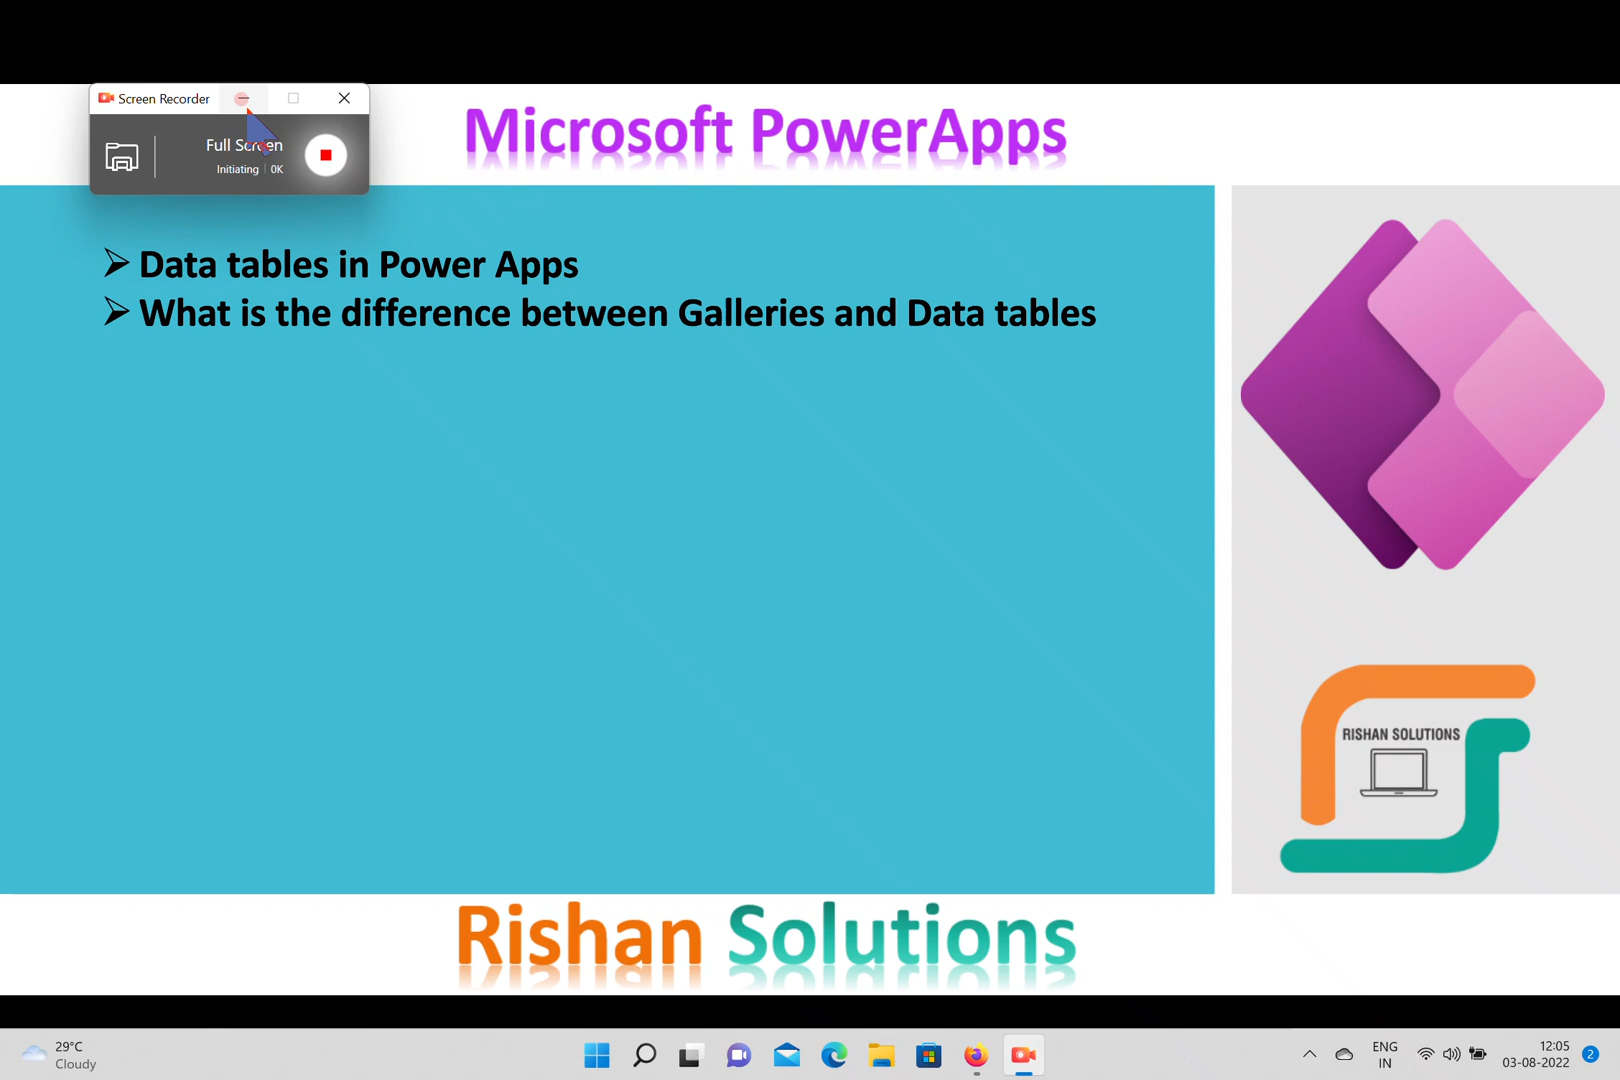 Screen Recorder
Full Screen
Initiating | 0K
Microsoft PowerApps
➢ Data tables in Power Apps
➢ What is the difference between Galleries and Data tables
RISHAN SOLUTIONS
Rishan Solutions
29°C
Cloudy
ENG
IN
12:05
03-08-2022
2